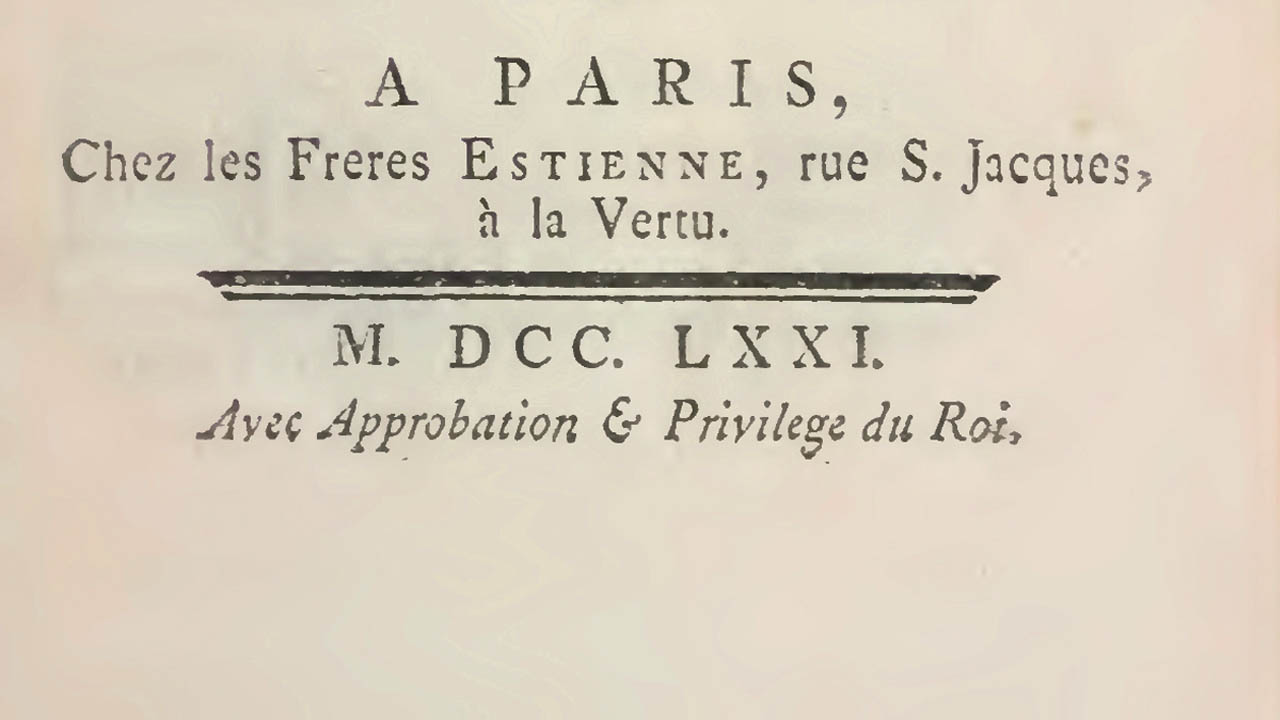 A PARIS,
Chez les Freres ESTIENNE, rue S. Jacques,
à la Vertu.
M. DCC. LXXI.
Avec Approbation & Privilege du Roi,